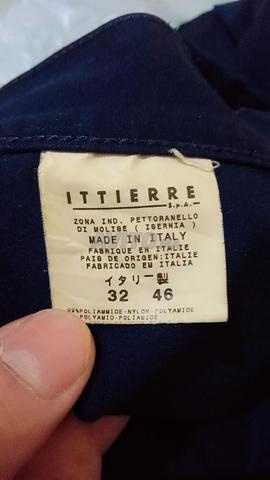 ITTIERRE
S.p.A.
ZONA IND. PETTORANELLO
DI MOLISE ( ISERNIA )
MADE IN ITALY
FABRIQUE EN ITALIE
PAIS DE ORIGEN:ITALIE
FABRICADO EM ITALIA
イタリー製
32 46
POLIAMMIDE-NYLON-POLYAMIDE
POLYAMID-POLIAMIDE